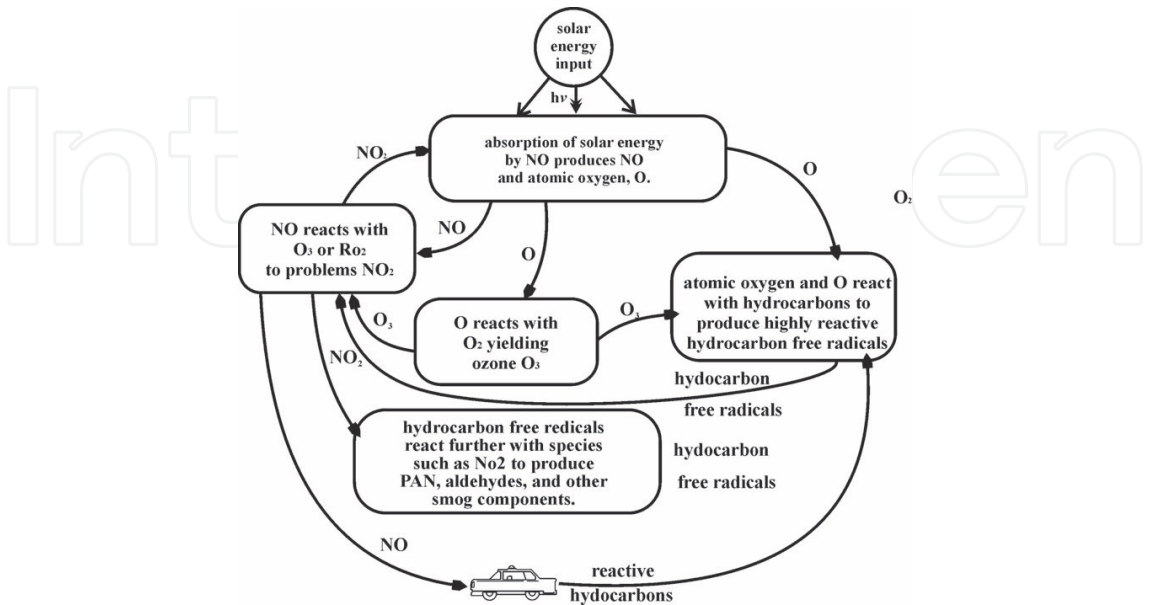 solar
energy
input
hν
absorption of solar energy
by NO produces NO
and atomic oxygen, O.
NO₂
O
O₂
NO reacts with
O₃ or Ro₂
to problems NO₂
NO
O
atomic oxygen and O react
with hydrocarbons to
produce highly reactive
hydrocarbon free radicals
O reacts with
O₂ yielding
ozone O₃
O₃
O₃
NO₂
hydocarbon
free radicals
hydrocarbon free redicals
react further with species
such as No2 to produce
PAN, aldehydes, and other
smog components.
hydocarbon
free radicals
NO
reactive
hydrocarbons
Int
en